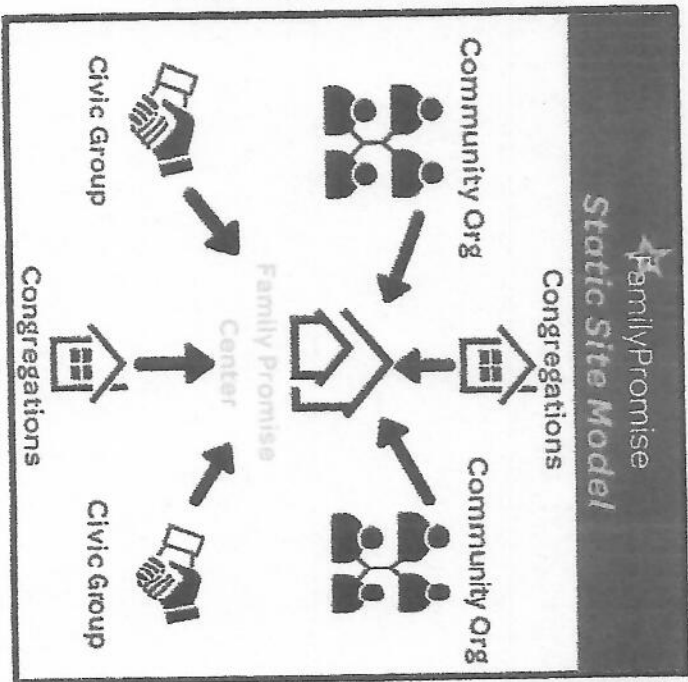 FamilyPromise
Static Site Model
Congregations
Community Org
Community Org
Family Promise
Center
Civic Group
Civic Group
Congregations